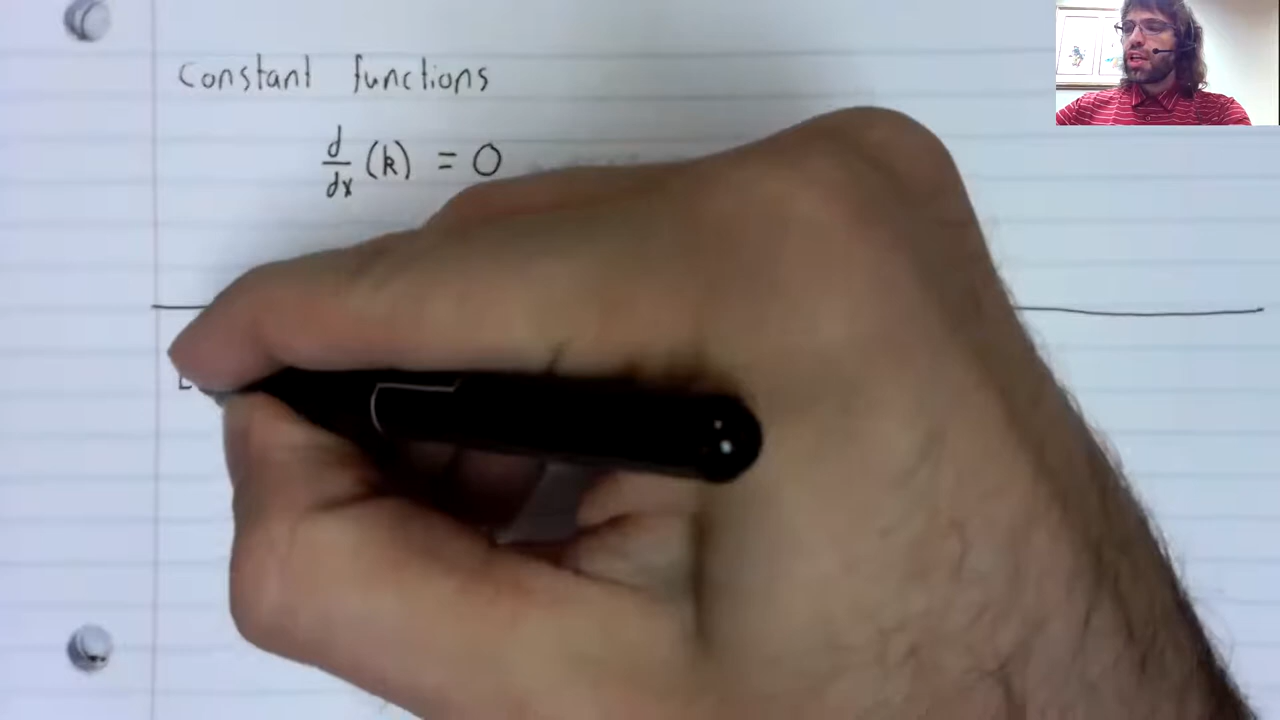 Constant functions
d/dx (k) = 0